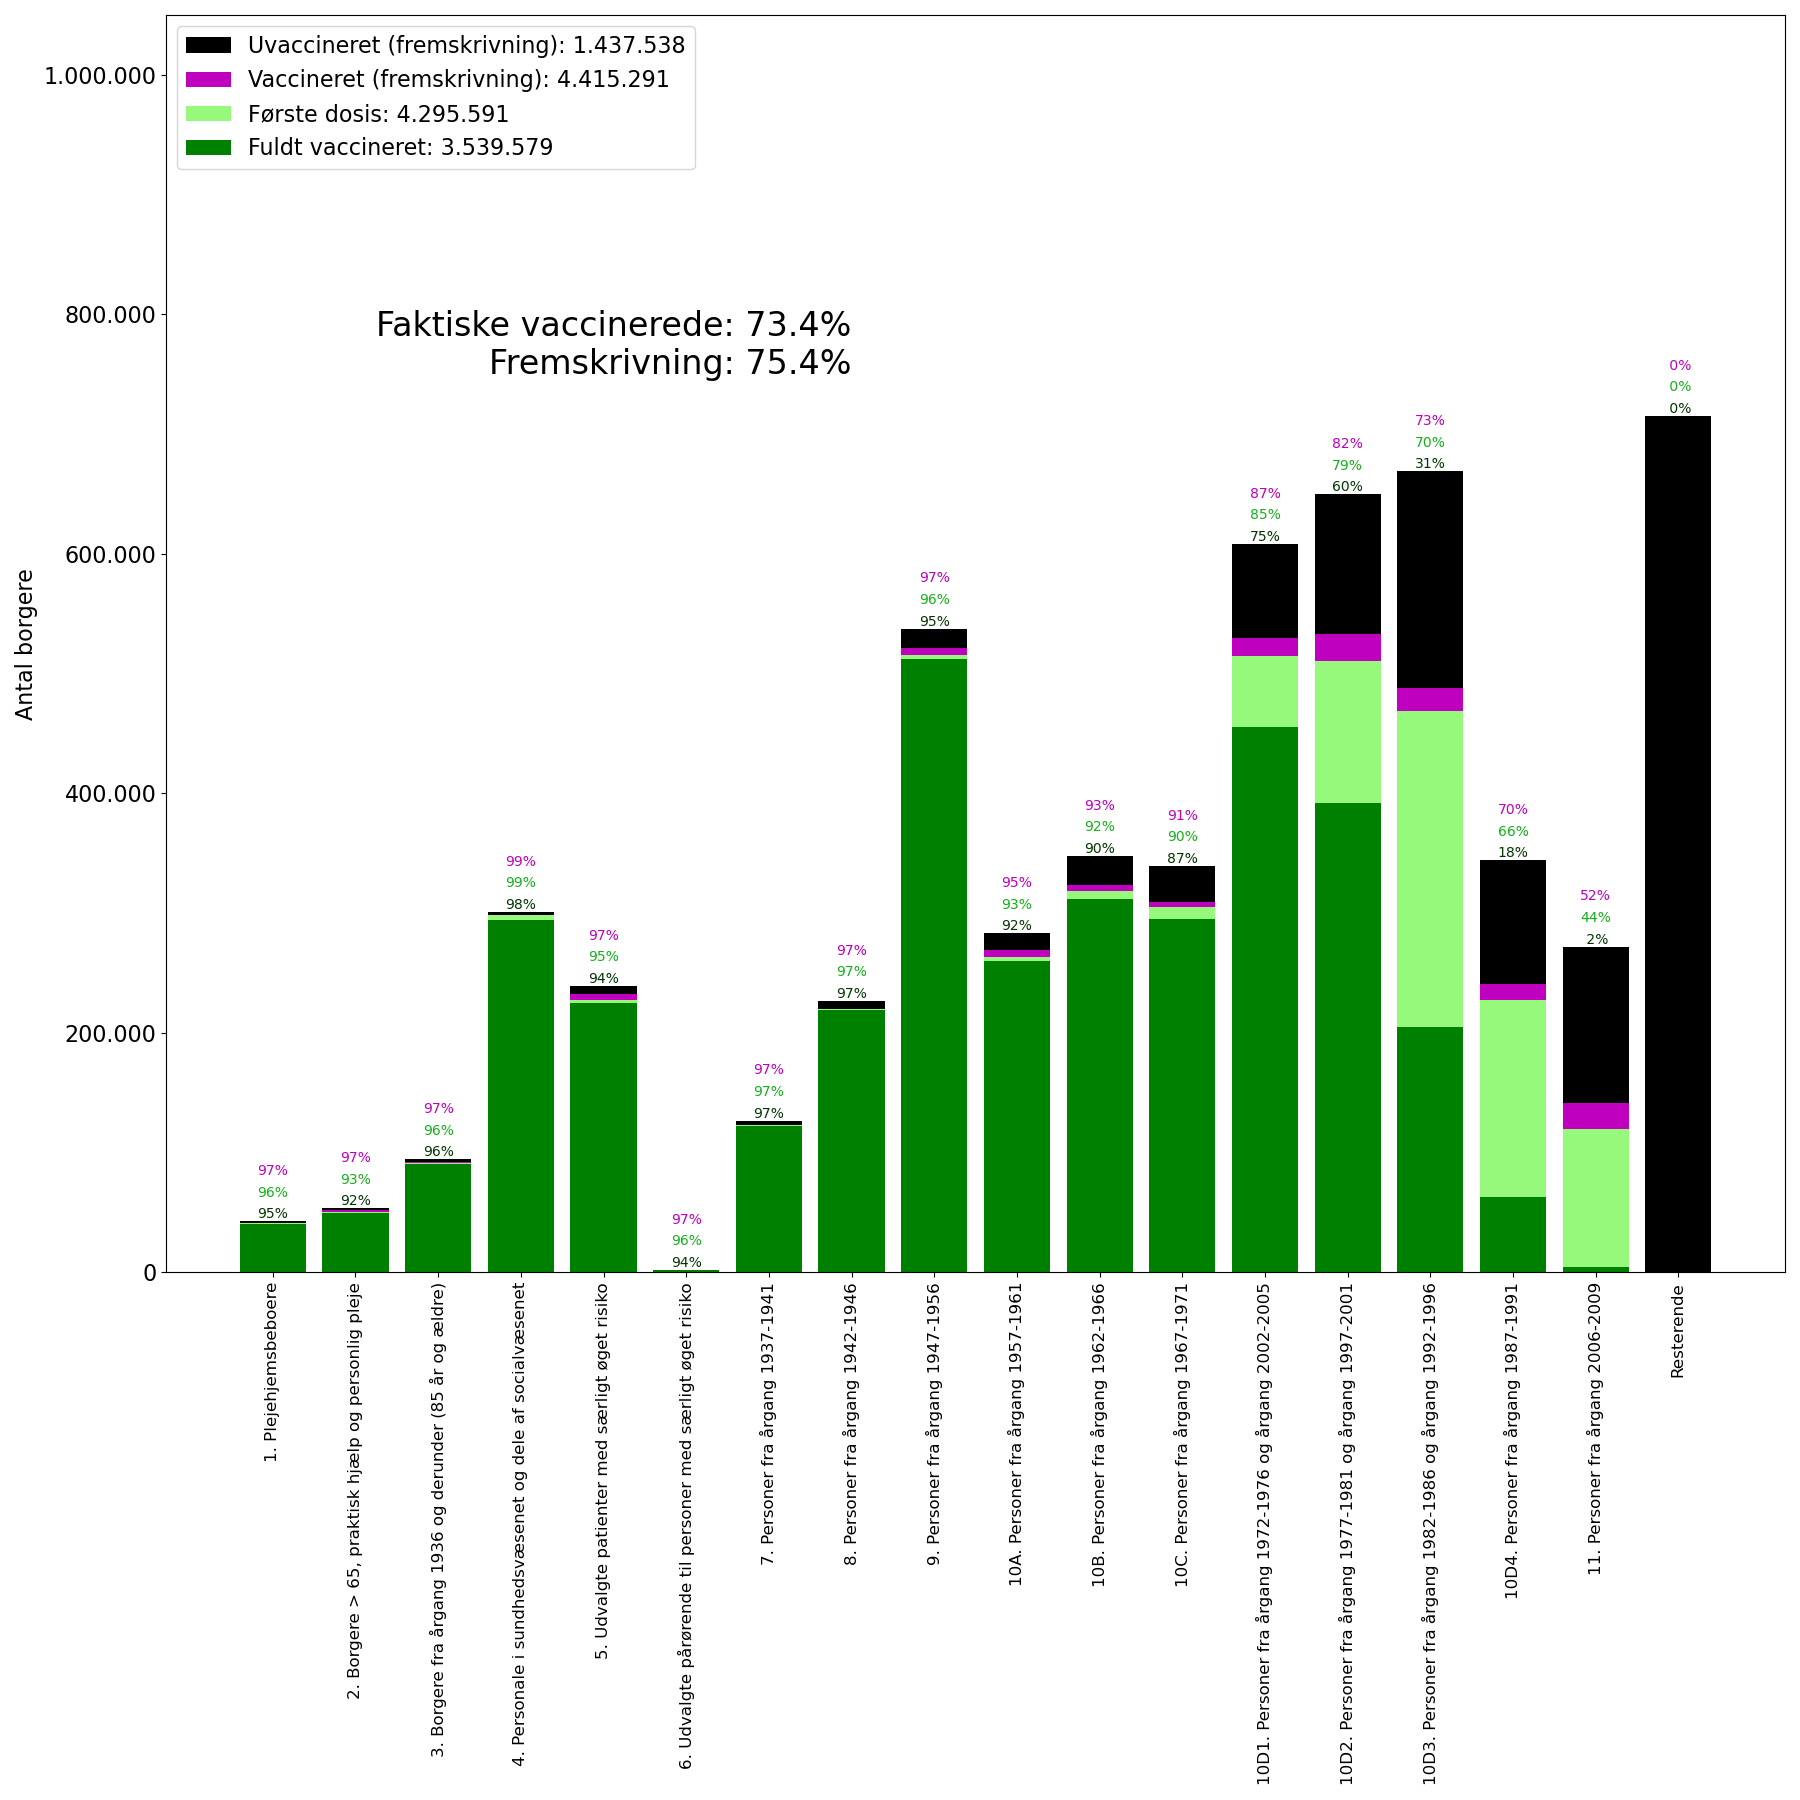 Uvaccineret (fremskrivning): 1.437.538
Vaccineret (fremskrivning): 4.415.291
Første dosis: 4.295.591
Fuldt vaccineret: 3.539.579
Faktiske vaccinerede: 73.4%
Fremskrivning: 75.4%
Antal borgere
1.000.000
800.000
600.000
400.000
200.000
0
97%
96%
95%
97%
93%
92%
97%
96%
96%
99%
99%
98%
97%
95%
94%
97%
96%
94%
97%
97%
97%
97%
97%
97%
97%
96%
95%
95%
93%
92%
93%
92%
90%
91%
90%
87%
87%
85%
75%
82%
79%
60%
73%
70%
31%
70%
66%
18%
52%
44%
2%
0%
0%
0%
1. Plejehjemsbeboere
2. Borgere > 65, praktisk hjælp og personlig pleje
3. Borgere fra årgang 1936 og derunder (85 år og ældre)
4. Personale i sundhedsvæsenet og dele af socialvæsenet
5. Udvalgte patienter med særligt øget risiko
6. Udvalgte pårørende til personer med særligt øget risiko
7. Personer fra årgang 1937-1941
8. Personer fra årgang 1942-1946
9. Personer fra årgang 1947-1956
10A. Personer fra årgang 1957-1961
10B. Personer fra årgang 1962-1966
10C. Personer fra årgang 1967-1971
10D1. Personer fra årgang 1972-1976 og årgang 2002-2005
10D2. Personer fra årgang 1977-1981 og årgang 1997-2001
10D3. Personer fra årgang 1982-1986 og årgang 1992-1996
10D4. Personer fra årgang 1987-1991
11. Personer fra årgang 2006-2009
Resterende